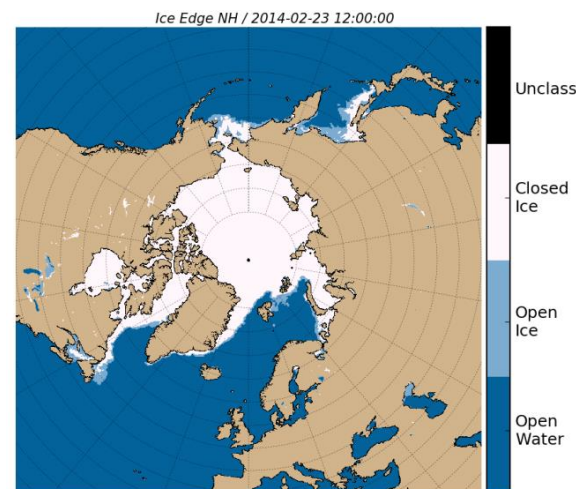 Ice Edge NH / 2014-02-23 12:00:00
Unclass
Closed
Ice
Open
Ice
Open
Water